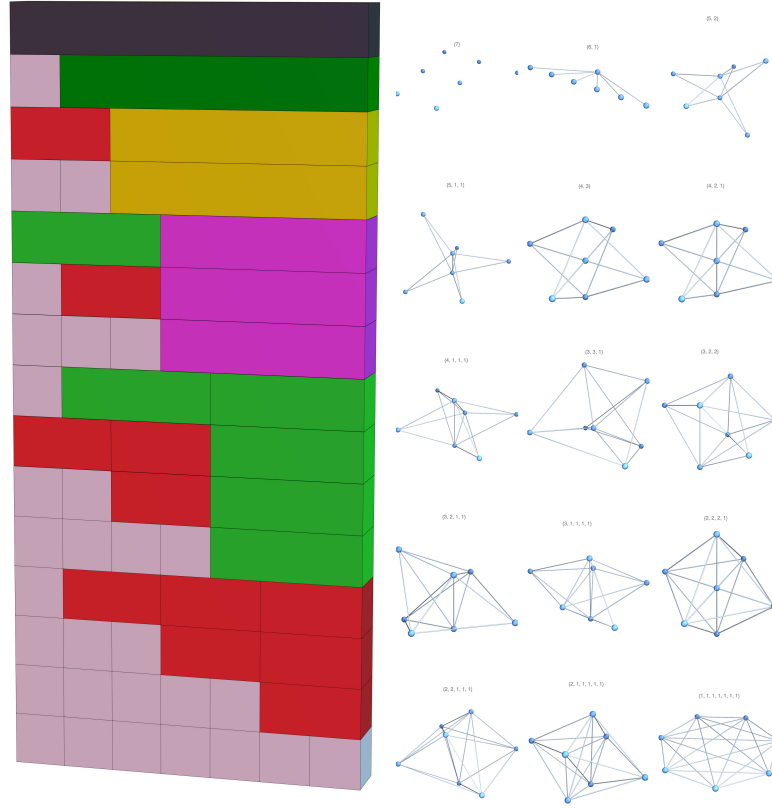 (7)
(6, 1)
(5, 2)
(5, 1, 1)
(4, 3)
(4, 2, 1)
(4, 1, 1, 1)
(3, 3, 1)
(3, 2, 2)
(3, 2, 1, 1)
(3, 1, 1, 1, 1)
(2, 2, 2, 1)
(2, 2, 1, 1, 1)
(2, 1, 1, 1, 1, 1)
(1, 1, 1, 1, 1, 1, 1)